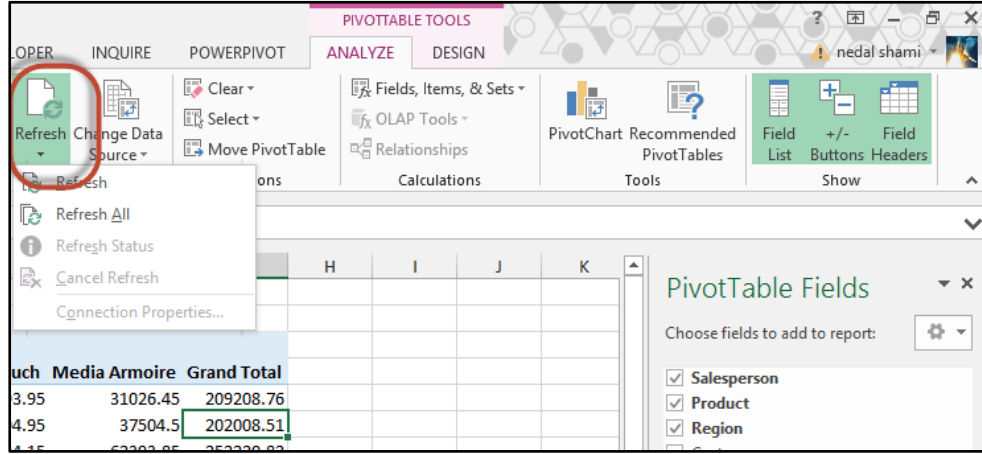 PIVOTTABLE TOOLS
?
LOPER INQUIRE POWERPIVOT ANALYZE DESIGN nedal shami
Refresh Change Data Source
Clear
Select
Move PivotTable
ons
Fields, Items, & Sets
OLAP Tools
Relationships
Calculations
PivotChart Recommended PivotTables
Tools
Field List +/- Buttons Field Headers
Show
Refresh
Refresh All
Refresh Status
Cancel Refresh
Connection Properties...
H I J K
uch Media Armoire Grand Total
3.95 31026.45 209208.76
4.95 37504.5 202008.51
PivotTable Fields
Choose fields to add to report:
Salesperson
Product
Region